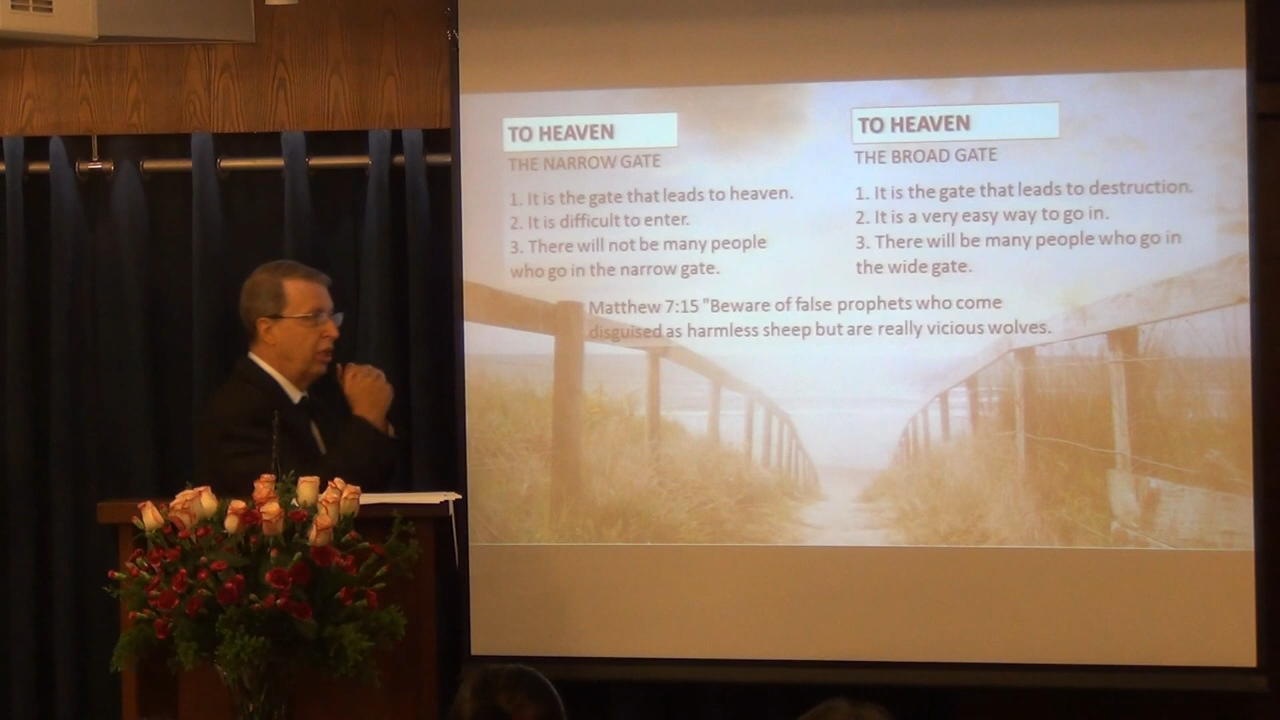 TO HEAVEN
THE NARROW GATE
1. It is the gate that leads to heaven.
2. It is difficult to enter.
3. There will not be many people
who go in the narrow gate.
TO HEAVEN
THE BROAD GATE
1. It is the gate that leads to destruction.
2. It is a very easy way to go in.
3. There will be many people who go in
the wide gate.
Matthew 7:15 "Beware of false prophets who come
disguised as harmless sheep but are really vicious wolves.